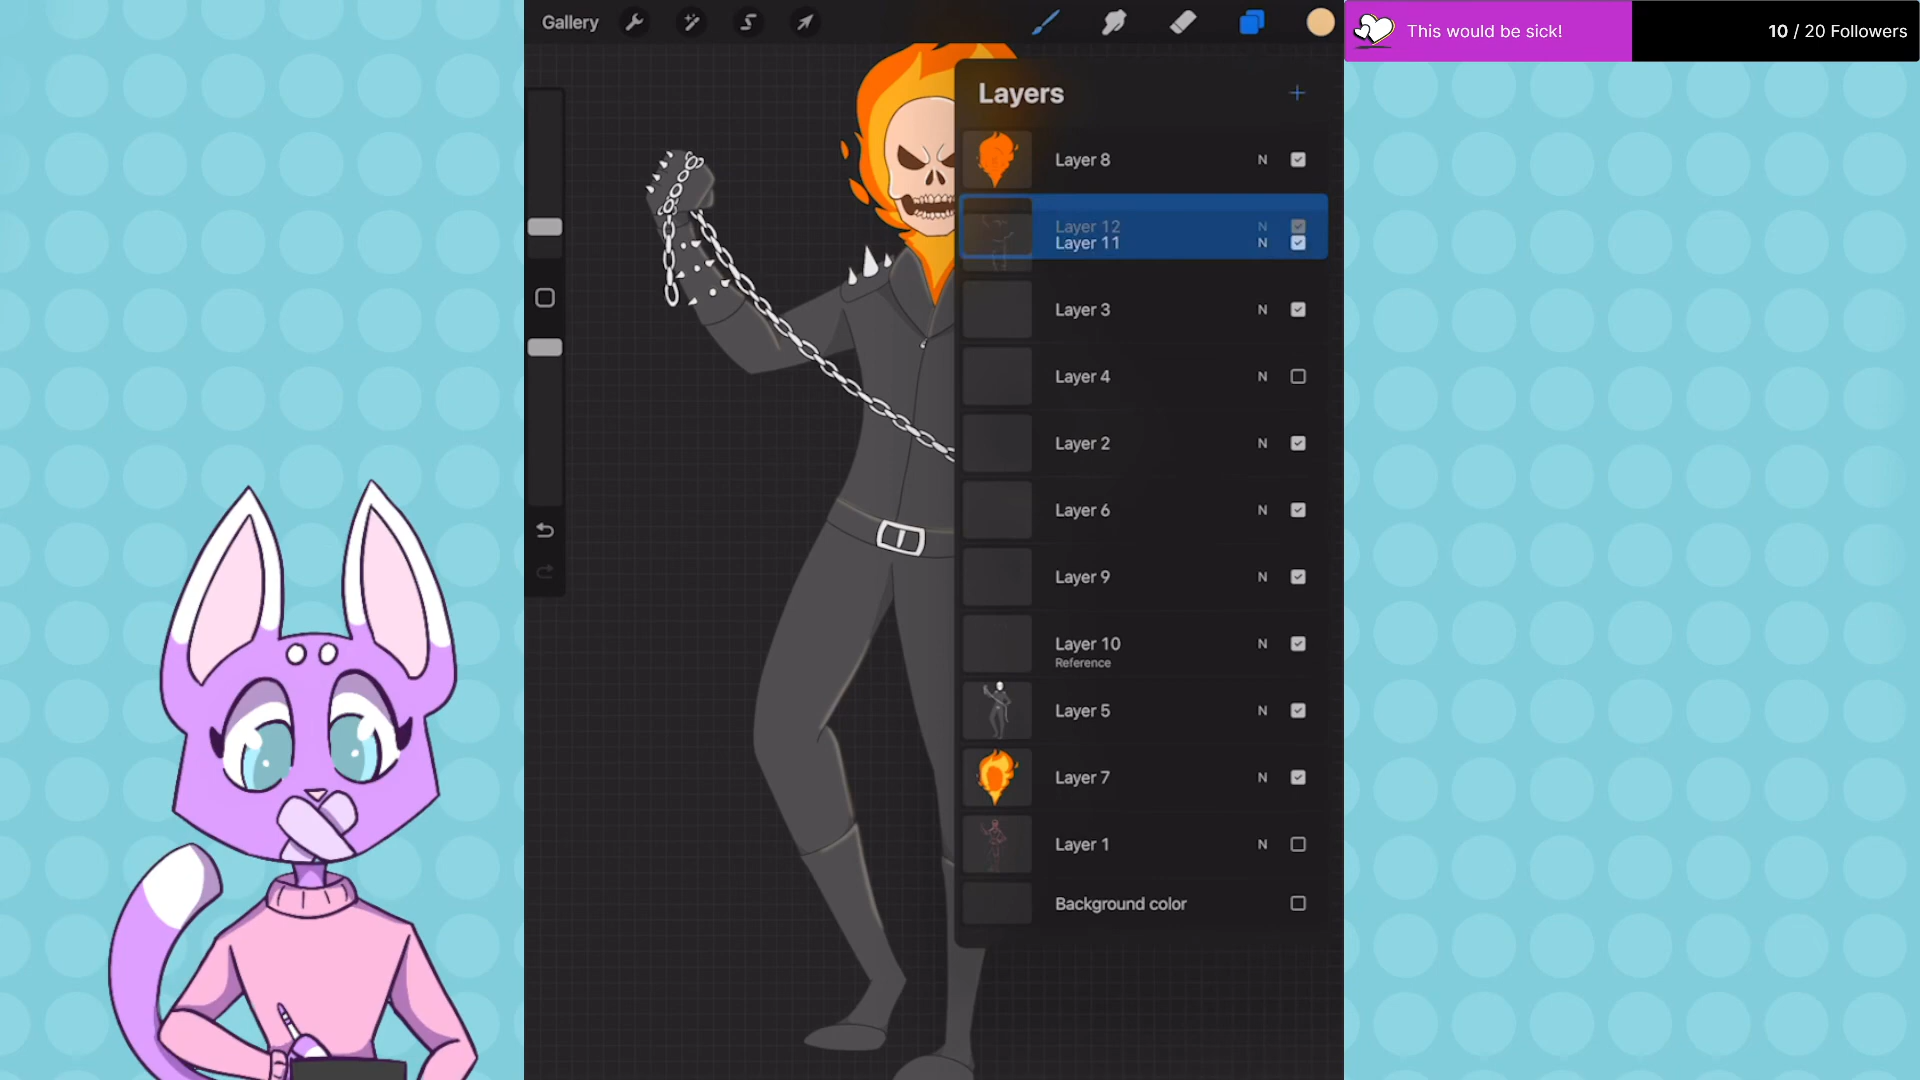 Gallery
This would be sick!
10 / 20 Followers
Layers
Layer 8
N
Layer 12
N
Layer 11
N
Layer 3
N
Layer 4
N
Layer 2
N
Layer 6
N
Layer 9
N
Layer 10
N
Reference
Layer 5
N
Layer 7
N
Layer 1
N
Background color